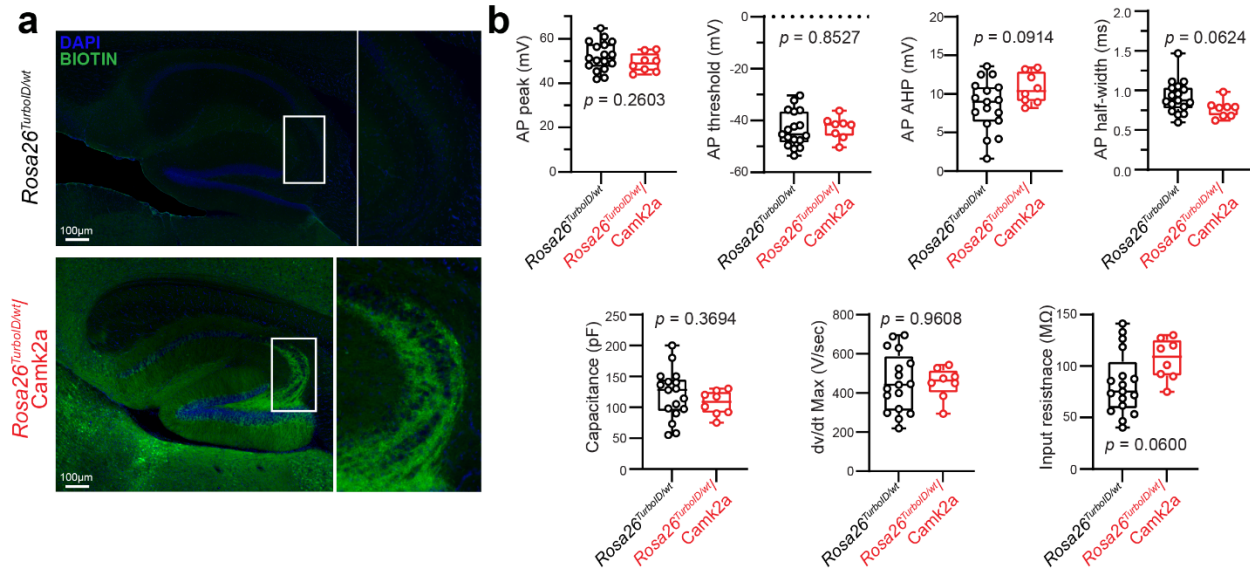 a
DAPI
BIOTIN
Rosa26TurboID/wt
100µm
Rosa26TurboID/wt/
Camk2a
100µm
b
AP peak (mV)
60
40
20
0
p = 0.2603
Rosa26TurboID/wt
Rosa26TurboID/wt/
Camk2a
AP threshold (mV)
0
-20
-40
-60
p = 0.8527
Rosa26TurboID/wt
Rosa26TurboID/wt/
Camk2a
AP AHP (mV)
20
15
10
5
0
p = 0.0914
Rosa26TurboID/wt
Rosa26TurboID/wt/
Camk2a
AP half-width (ms)
2.0
1.5
1.0
0.5
0.0
p = 0.0624
Rosa26TurboID/wt
Rosa26TurboID/wt/
Camk2a
Capacitance (pF)
250
200
150
100
50
0
p = 0.3694
Rosa26TurboID/wt
Rosa26TurboID/wt/
Camk2a
dv/dt Max (V/sec)
800
600
400
200
0
p = 0.9608
Rosa26TurboID/wt
Rosa26TurboID/wt/
Camk2a
Input resistnace (MΩ)
150
100
50
0
p = 0.0600
Rosa26TurboID/wt
Rosa26TurboID/wt/
Camk2a